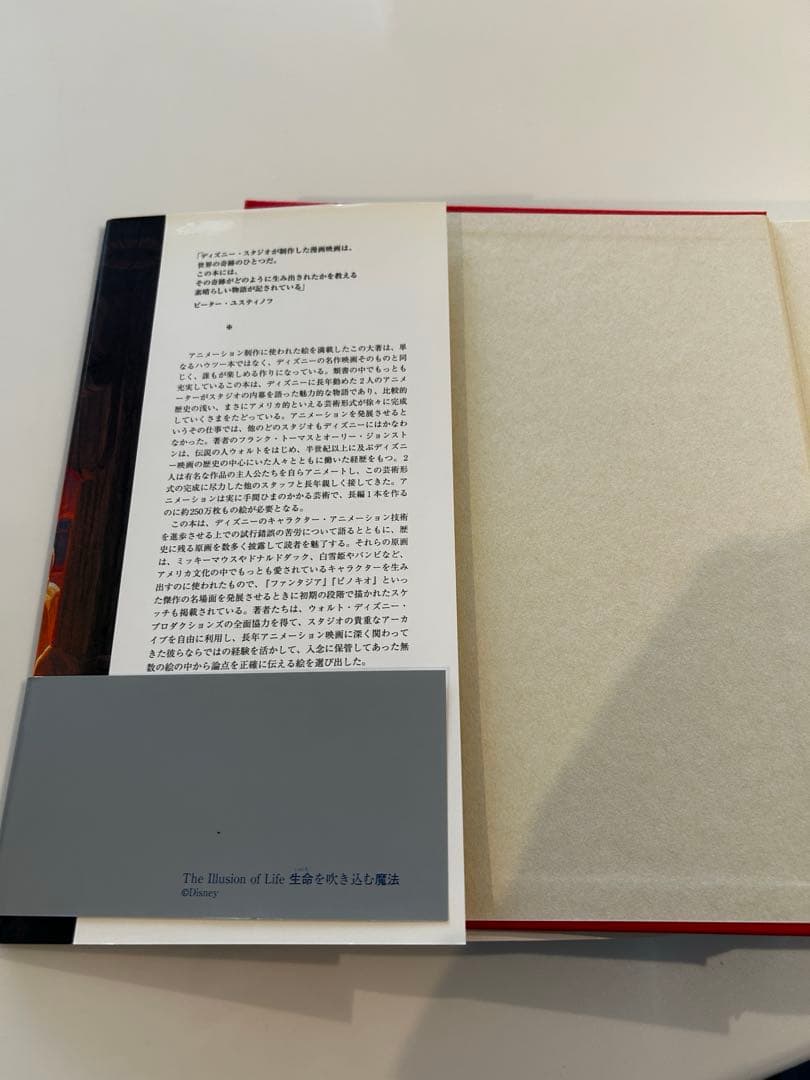 「ディズニー・スタジオが制作した漫画映画は、
世界の奇跡のひとつだ。
この本には、
その奇跡がどのように生み出されたかを教える
素晴らしい物語が記されている」
ピーター・ユスティノフ
＊
アニメーション制作に使われた絵を満載したこの大著は、単
なるハウツー本ではなく、ディズニーの名作映画そのものと同
じく、誰もが楽しめる作りになっている。類書の中でもっとも
充実しているこの本は、ディズニーに長年勤めた2人のアニメ
ーターがスタジオの内幕を語った魅力的な物語であり、比較的
歴史の浅い、まさにアメリカ的といえる芸術形式が徐々に完成
していくさまをたどっている。アニメーションを発展させると
いうその仕事では、他のどのスタジオもディズニーにはかなわ
なかった。著者のフランク・トーマスとオーリー・ジョンスト
ンは、伝説の人ウォルトをはじめ、半世紀以上に及ぶディズニ
ー映画の歴史の中心にいた人々とともに働いた経歴をもつ。2
人は有名な作品の主人公たちを自らアニメートし、この芸術形
式の完成に尽力した他のスタッフと長年親しく接してきた。ア
ニメーションは実に手間ひまのかかる芸術で、長編1本を作る
のに約250万枚もの絵が必要となる。
この本は、ディズニーのキャラクター・アニメーション技術
を進歩させる上での試行錯誤の苦労について語るとともに、歴
史に残る原画を数多く披露して読者を魅了する。それらの原画
は、ミッキーマウスやドナルドダック、白雪姫やバンビなど、
アメリカ文化の中でもっとも愛されているキャラクターを生み
出すのに使われたもので、『ファンタジア』『ピノキオ』といっ
た傑作の名場面を発展させるときに初期の段階で描かれたスケ
ッチも掲載されている。著者たちは、ウォルト・ディズニー・
プロダクションズの全面協力を得て、スタジオの貴重なアーカ
イブを自由に利用し、長年アニメーション映画に深く関わって
きた彼らならではの経験を活かして、入念に保管してあった無
数の絵の中から論点を正確に伝える絵を選び出した。
The Illusion of Life 生命を吹き込む魔法
©Disney